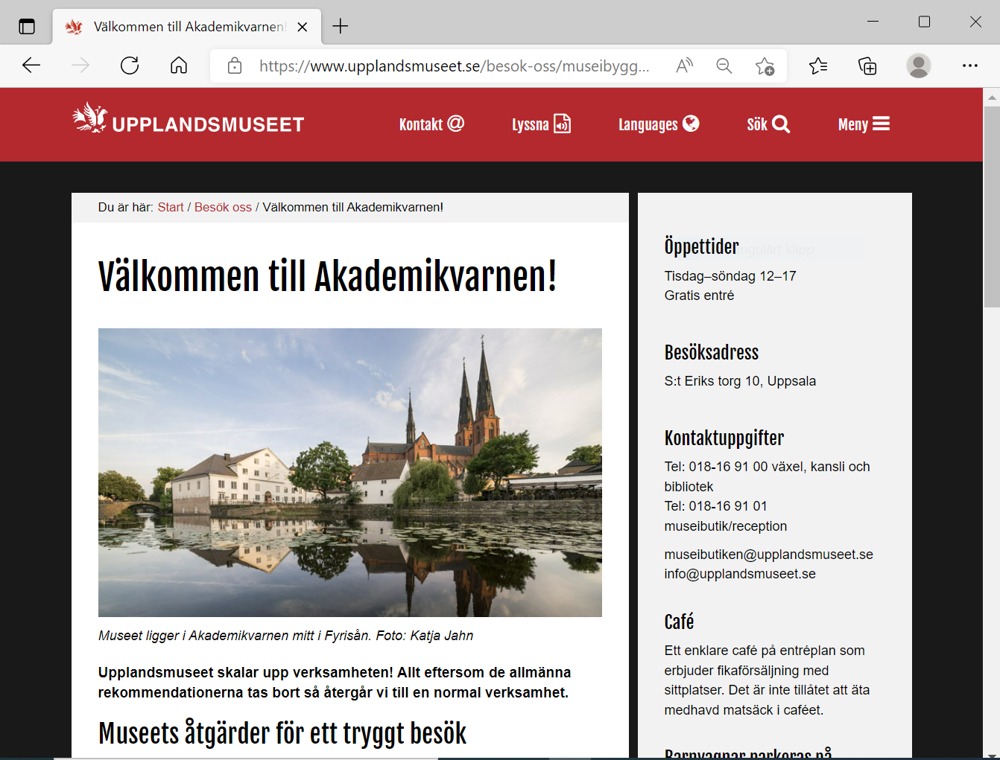 Välkommen till Akademikvarnen!
https://www.upplandsmuseet.se/besok-oss/museibygg...
UPPLANDSMUSEET
Kontakt @
Lyssna
Languages
Sök
Meny
Du är här: Start / Besök oss / Välkommen till Akademikvarnen!
Välkommen till Akademikvarnen!
Museet ligger i Akademikvarnen mitt i Fyrisån. Foto: Katja Jahn
Upplandsmuseet skalar upp verksamheten! Allt eftersom de allmänna
rekommendationerna tas bort så återgår vi till en normal verksamhet.
Museets åtgärder för ett tryggt besök
Öppettider
Tisdag–söndag 12–17
Gratis entré
Besöksadress
S:t Eriks torg 10, Uppsala
Kontaktuppgifter
Tel: 018-16 91 00 växel, kansli och
bibliotek
Tel: 018-16 91 01
museibutik/reception
museibutiken@upplandsmuseet.se
info@upplandsmuseet.se
Café
Ett enklare café på entréplan som
erbjuder fikaförsäljning med
sittplatser. Det är inte tillåtet att äta
medhavd matsäck i caféet.
Barnvagnar parkeras på